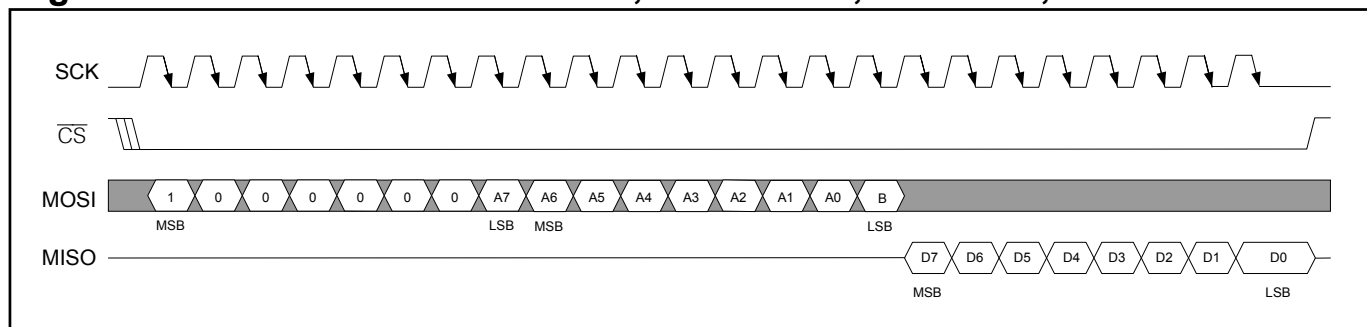 SCK
CS
MOSI 1 0 0 0 0 0 0 A7 A6 A5 A4 A3 A2 A1 A0 B
MSB LSB MSB LSB
MISO D7 D6 D5 D4 D3 D2 D1 D0
MSB LSB